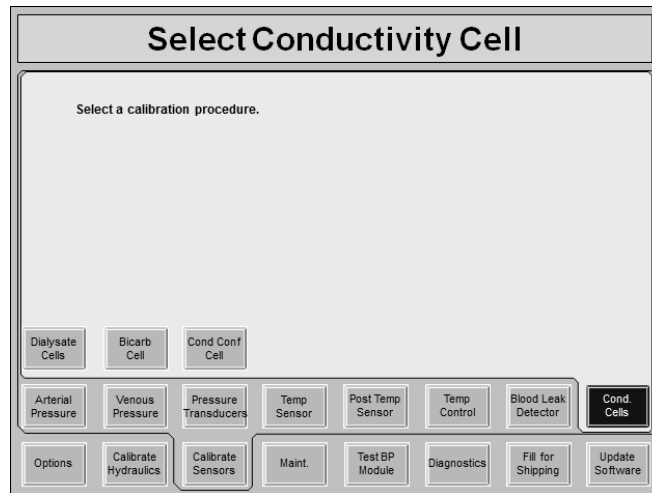 Select Conductivity Cell
Select a calibration procedure.
Dialysate
Cells
Bicarb
Cell
Cond Conf
Cell
Arterial
Pressure
Venous
Pressure
Pressure
Transducers
Temp
Sensor
Post Temp
Sensor
Temp
Control
Blood Leak
Detector
Cond.
Cells
Options
Calibrate
Hydraulics
Calibrate
Sensors
Maint.
Test BP
Module
Diagnostics
Fill for
Shipping
Update
Software